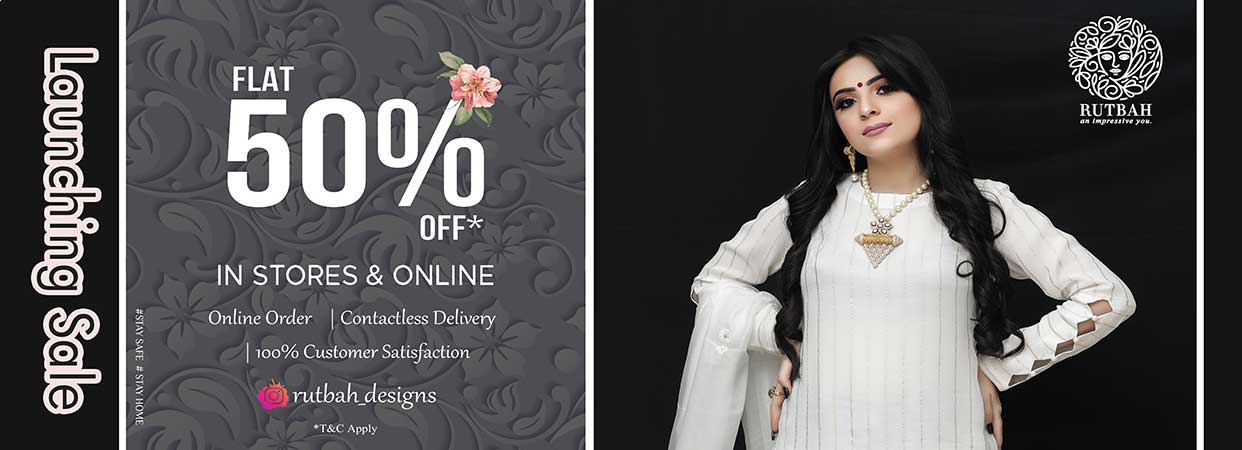 Launching Sale
FLAT
50%
OFF*
IN STORES & ONLINE
Online Order | Contactless Delivery
| 100% Customer Satisfaction
rutbah_designs
*T&C Apply
#STAY SAFE # STAY HOME
RUTBAH
an impressive you.